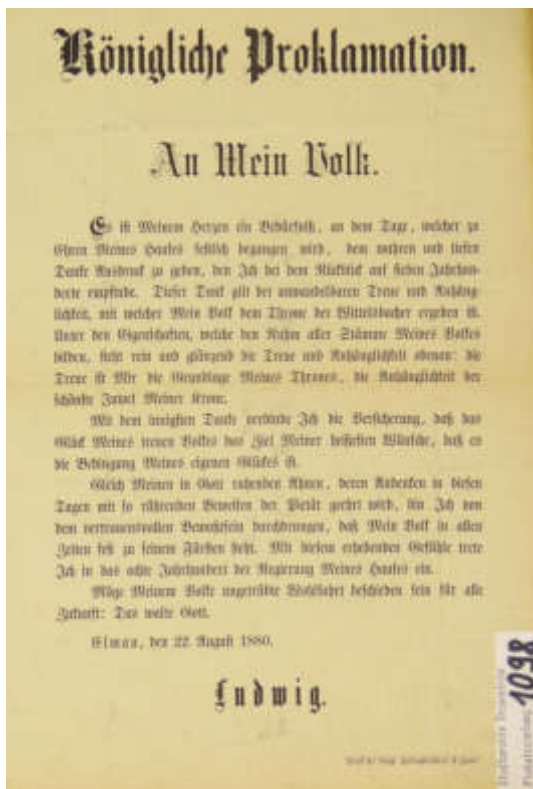 Königliche Proklamation.
An Mein Volk.
Es ist Meinem Herzen ein Bedürfniß, an dem Tage, welcher zu
Ehren Meines Hauses festlich begangen wird, dem wahren und tiefen
Danke Ausdruck zu geben, den Ich bei dem Rückblick auf sieben Jahrhun-
derte empfinde. Dieser Dank gilt der unwandelbaren Treue und Anhäng-
lichkeit, mit welcher Mein Volk dem Throne der Wittelsbacher ergeben ist.
Unter den Eigenschaften, welche den Ruhm aller Stämme Meines Volkes
bilden, steht rein und glänzend die Treue und Anhänglichkeit obenan: die
Treue ist Mir die Grundlage Meines Thrones, die Anhänglichkeit der
schönste Juwel Meiner Krone.
Mit dem innigsten Danke verbinde Ich die Versicherung, daß das
Glück Meines treuen Volkes das Ziel Meiner heißesten Wünsche, daß es
die Bedingung Meines eigenen Glückes ist.
Gleich Meinen in Gott ruhenden Ahnen, deren Andenken in diesen
Tagen mit so rührenden Beweisen der Pietät geehrt wird, bin Ich von
dem vertrauensvollen Bewußtsein durchdrungen, daß Mein Volk in allen
Zeiten fest zu seinem Fürsten steht. Mit diesem erhebenden Gefühle trete
Ich in das achte Jahrhundert der Regierung Meines Hauses ein.
Möge Meinem Volke ungetrübte Wohlfahrt beschieden sein für alle
Zukunft: Das walte Gott.
Elmau, den 22. August 1880.
Ludwig.
1098